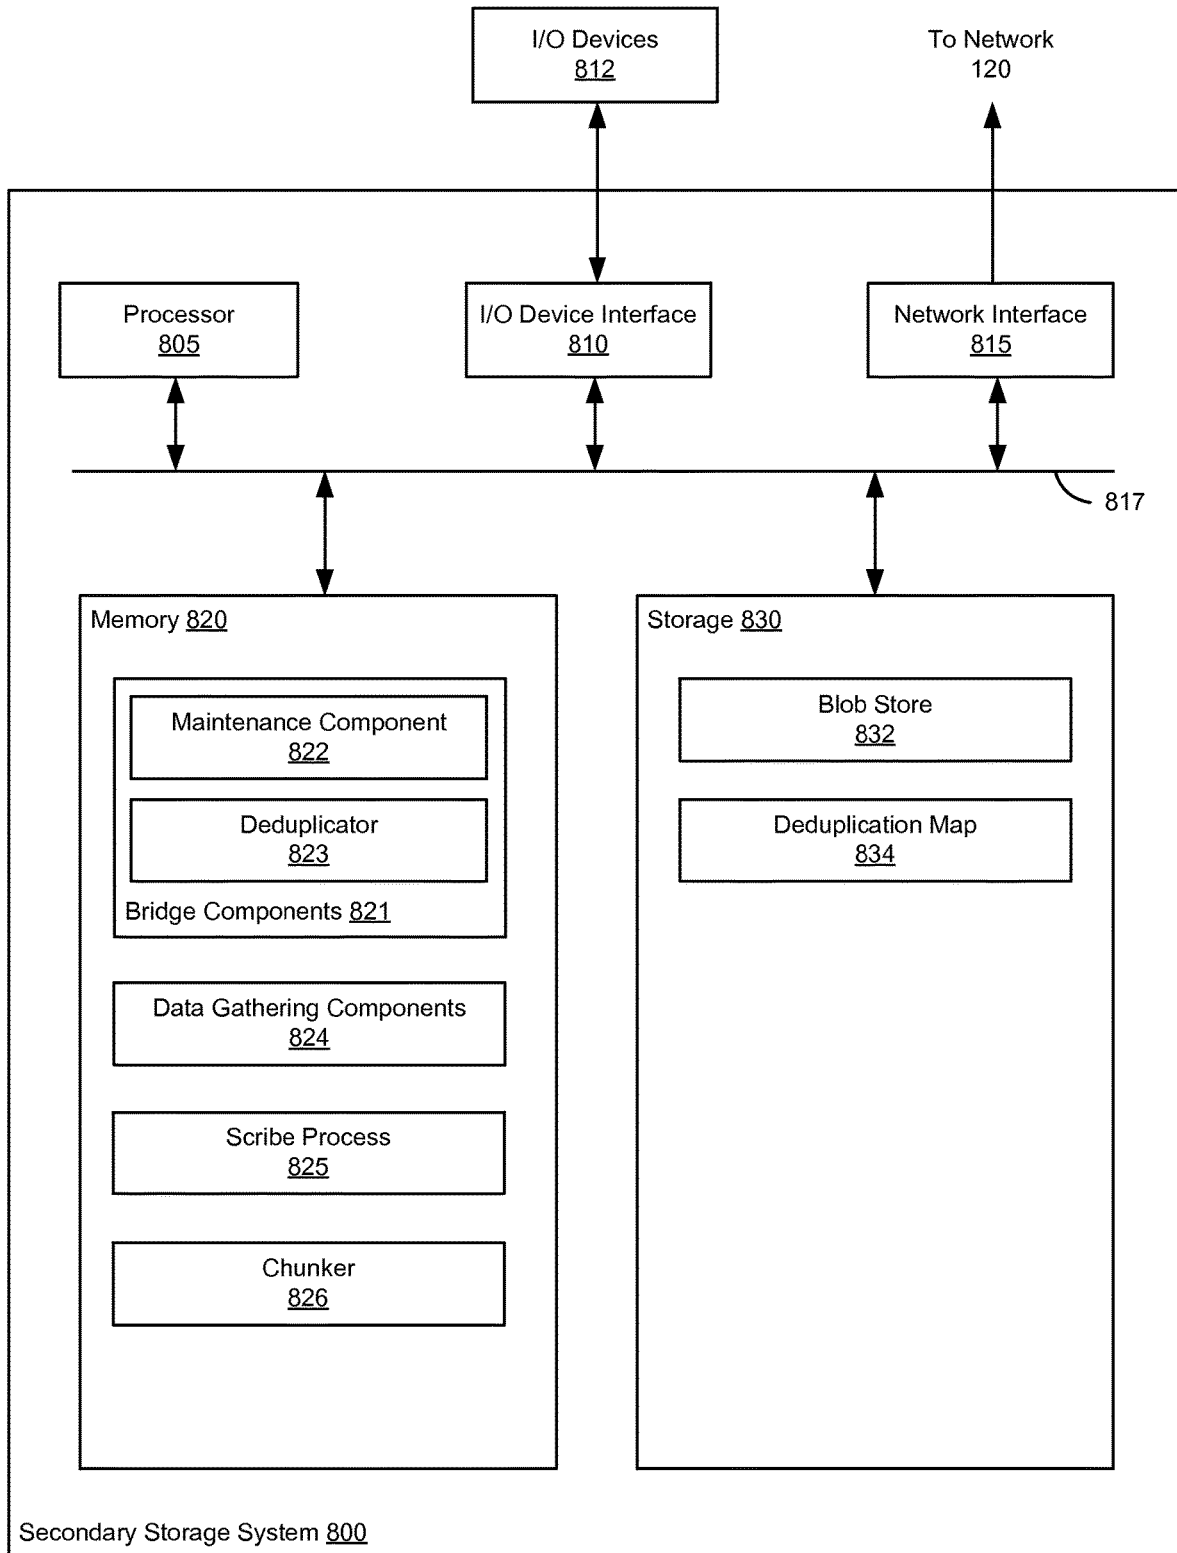 I/O Devices
812
To Network
120
Processor
805
I/O Device Interface
810
Network Interface
815
817
Memory 820
Maintenance Component
822
Deduplicator
823
Bridge Components 821
Data Gathering Components
824
Scribe Process
825
Chunker
826
Storage 830
Blob Store
832
Deduplication Map
834
Secondary Storage System 800